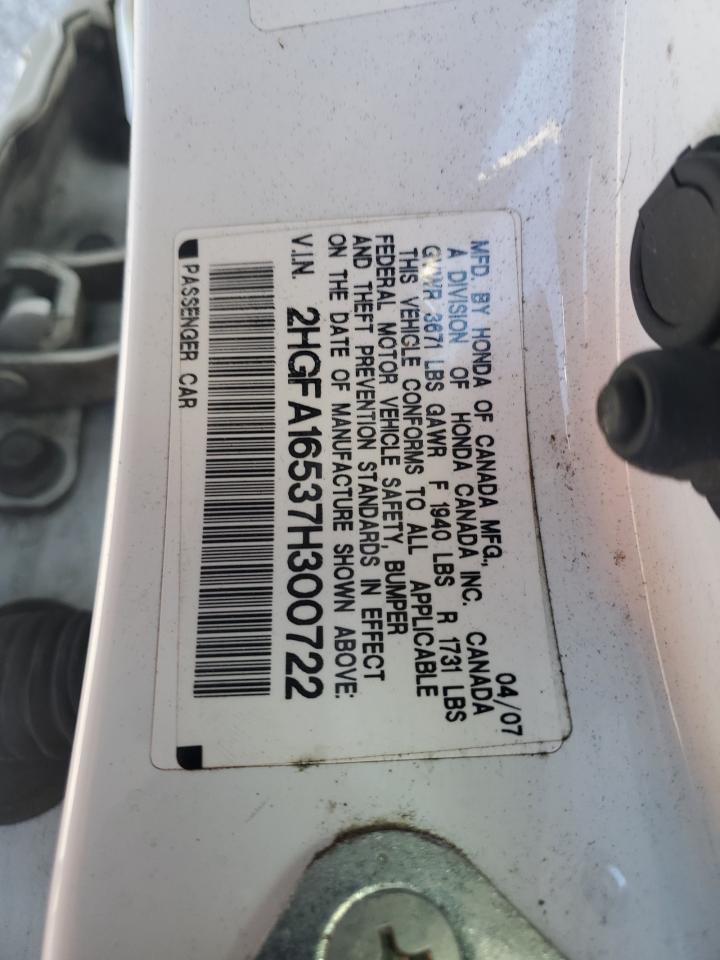 MFD. BY HONDA OF CANADA MFG., 04/07
A DIVISION OF HONDA CANADA INC. CANADA
GVWR 3671 LBS GAWR F 1940 LBS R 1731 LBS
THIS VEHICLE CONFORMS TO ALL APPLICABLE
FEDERAL MOTOR VEHICLE SAFETY, BUMPER
AND THEFT PREVENTION STANDARDS IN EFFECT
ON THE DATE OF MANUFACTURE SHOWN ABOVE:
V.I.N. 2HGFA16537H300722
PASSENGER CAR